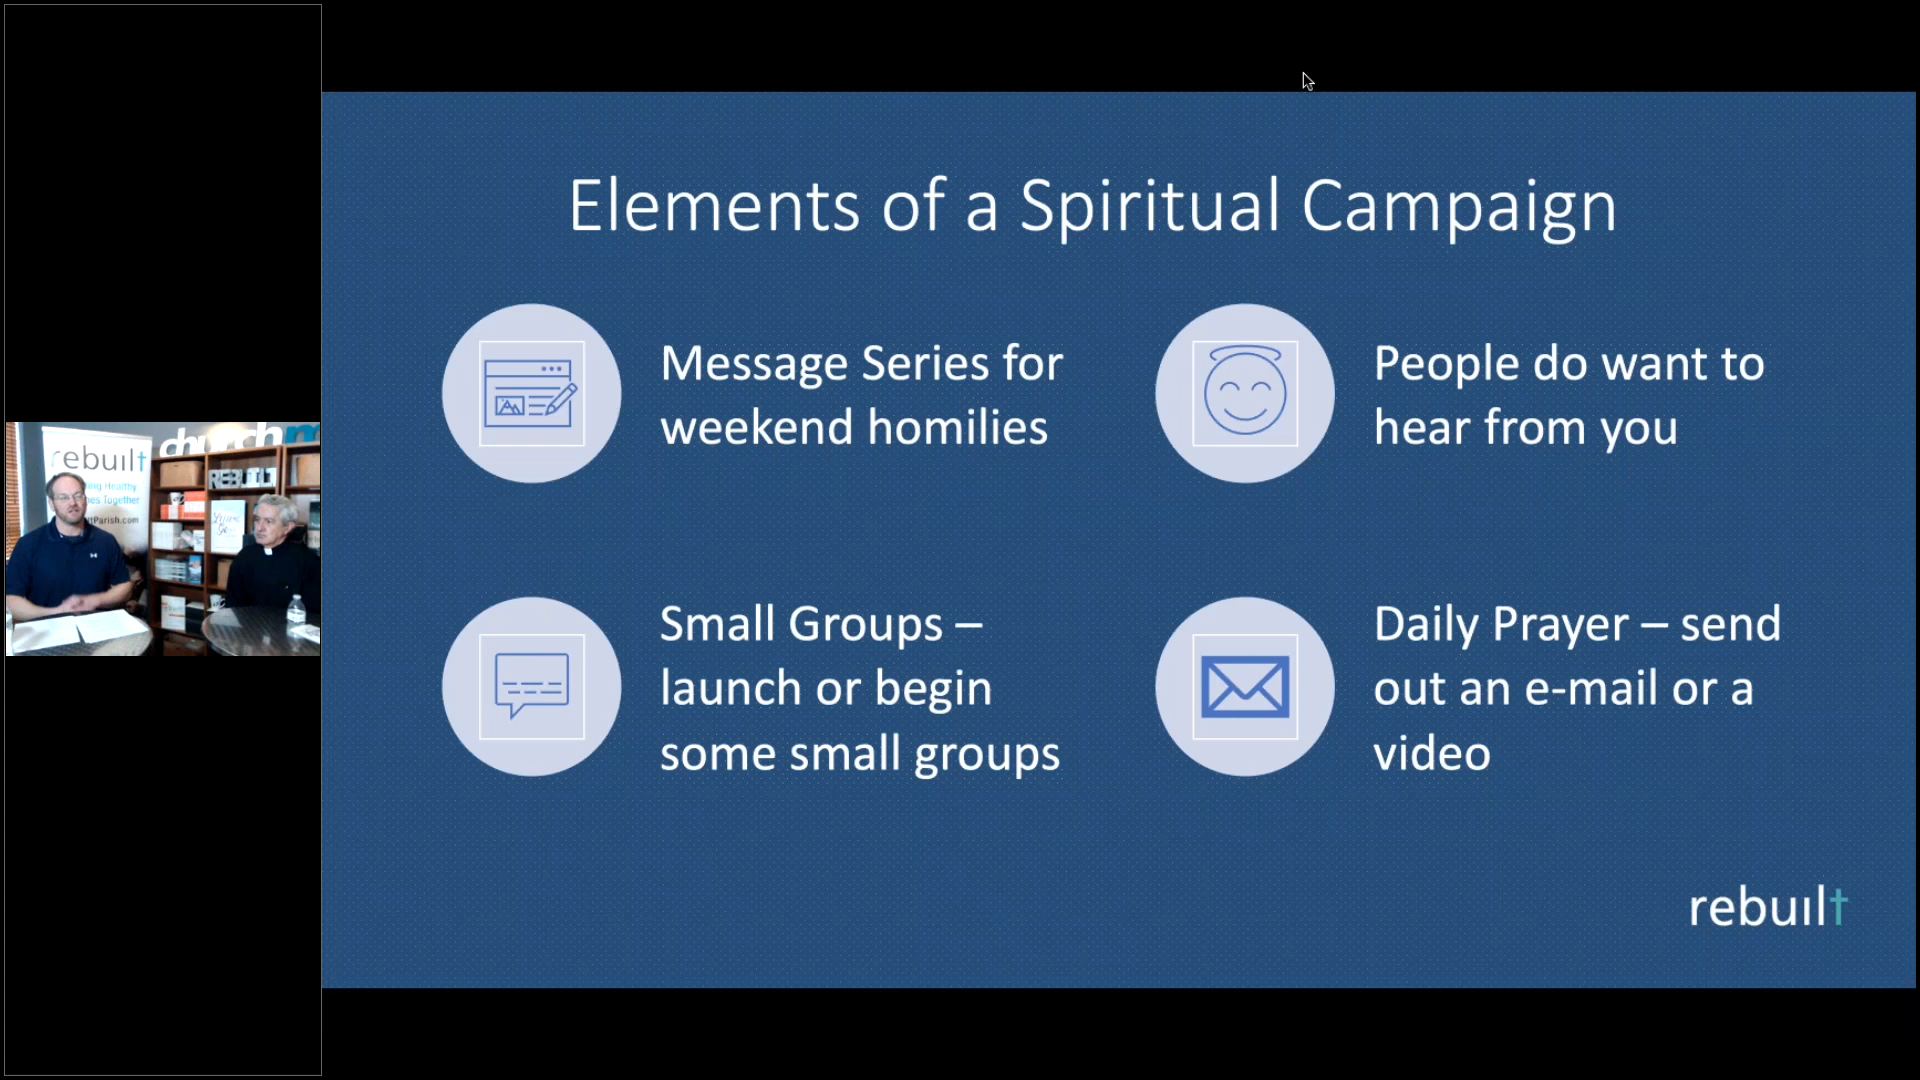 Elements of a Spiritual Campaign
Message Series for
weekend homilies
People do want to
hear from you
Small Groups –
launch or begin
some small groups
Daily Prayer – send
out an e-mail or a
video
rebuilt
rebuilt
REBUILT